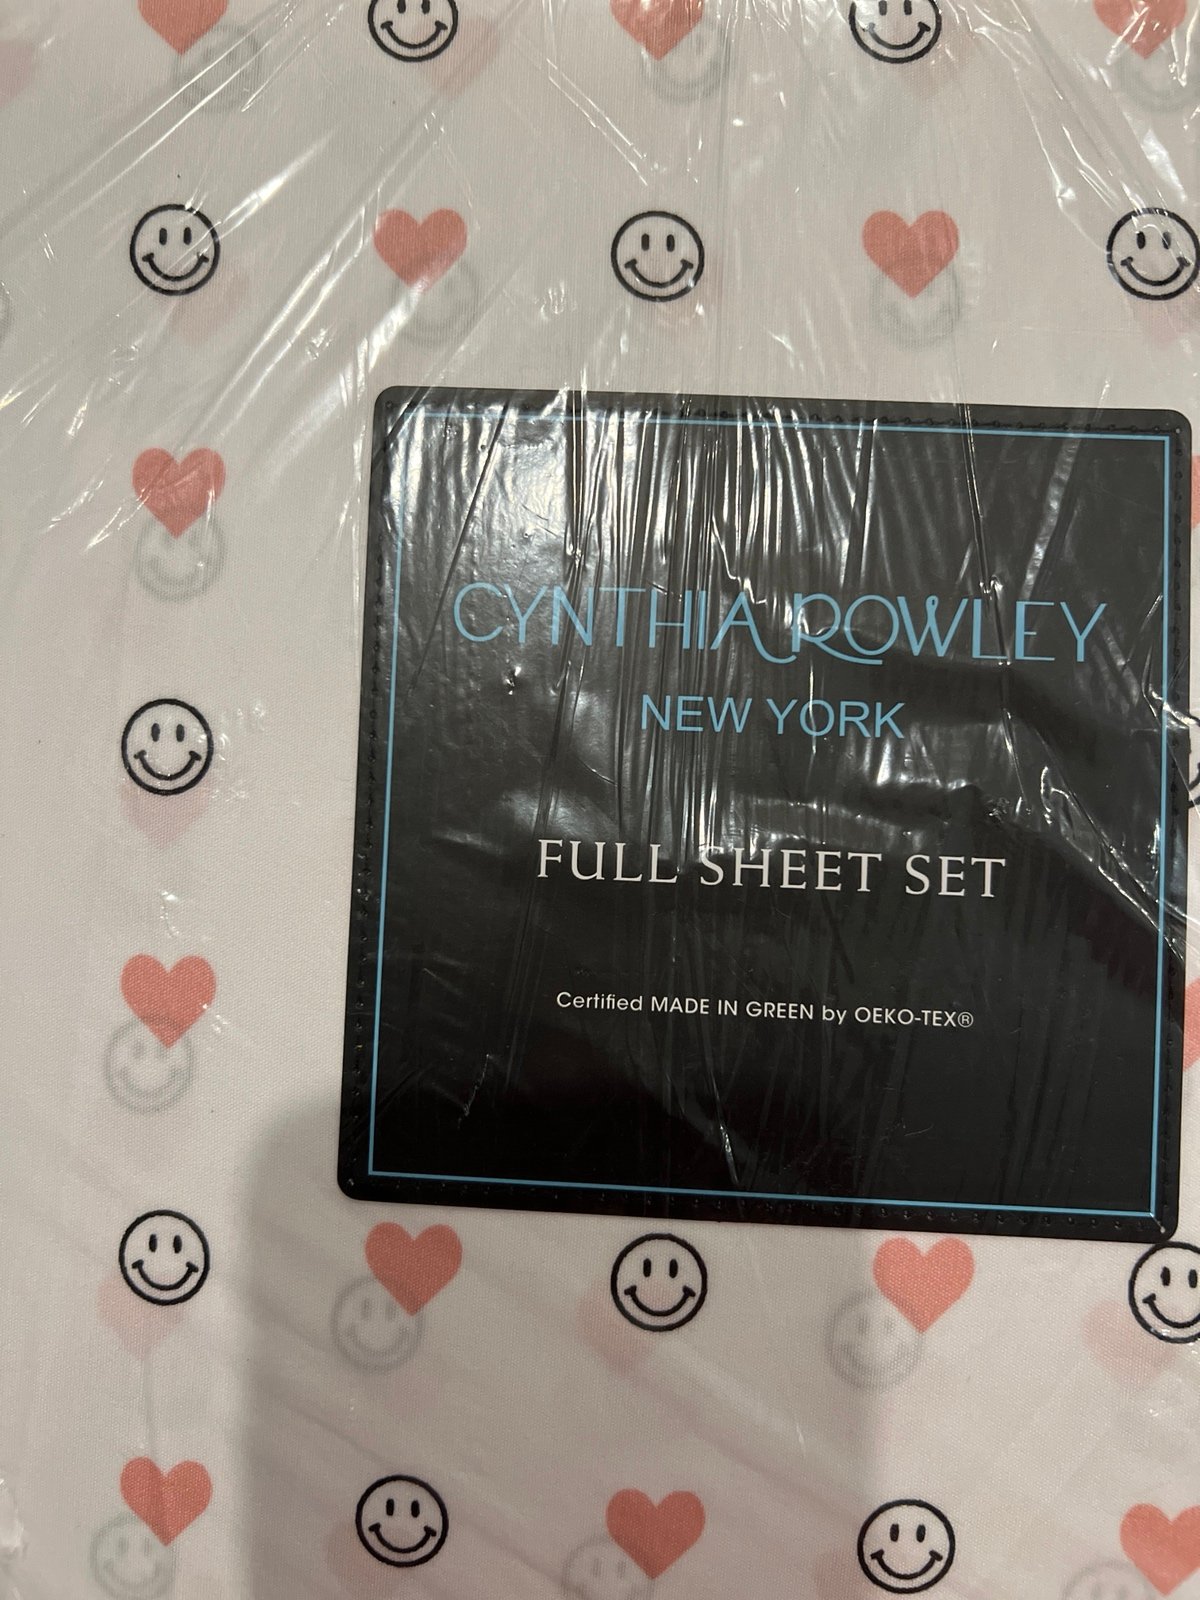 CYNTHIA ROWLEY
NEW YORK
FULL SHEET SET
Certified MADE IN GREEN by OEKO-TEX®